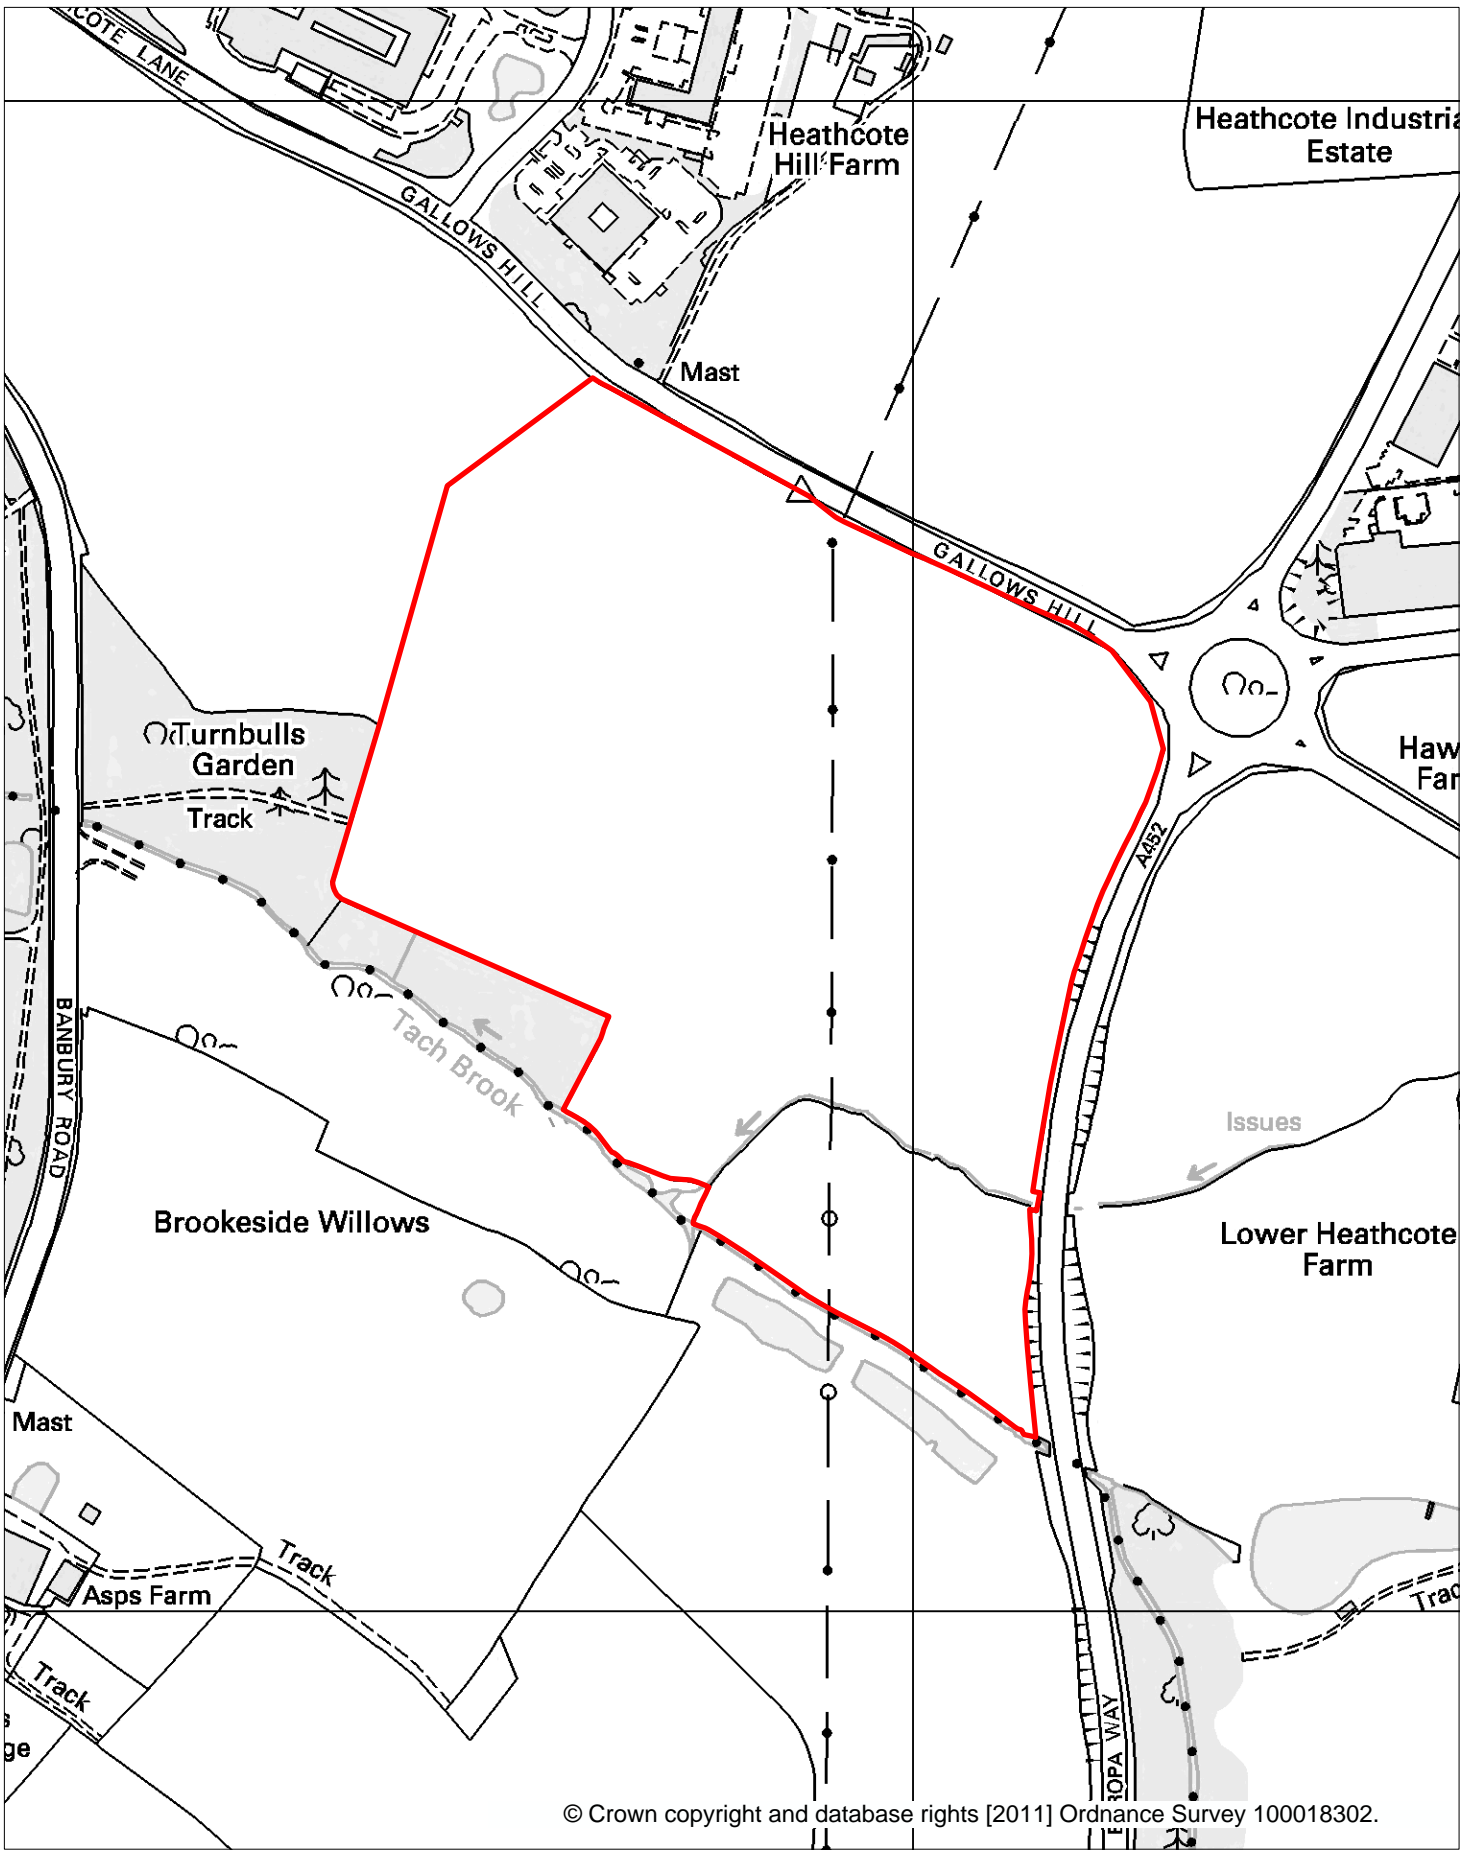 COTE LANE
Heathcote Industria
Estate
Heathcote
Hill Farm
GALLOWS HILL
Mast
GALLOWS HILL
Turnbulls
Garden
Track
Haw
Far
A452
BANBURY ROAD
Tach Brook
Issues
Brookeside Willows
Lower Heathcote
Farm
Mast
Track
Asps Farm
Trac
Track
s
ge
ROPA WAY
© Crown copyright and database rights [2011] Ordnance Survey 100018302.